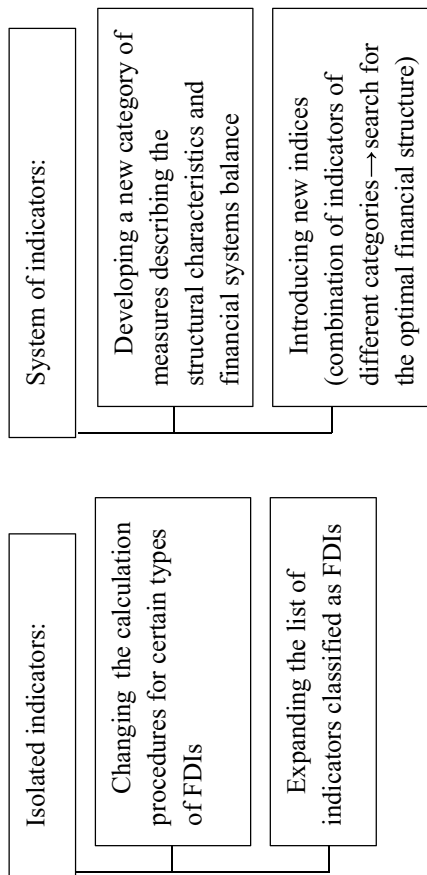 Isolated indicators:
Changing the calculation
procedures for certain types
of FDIs
Expanding the list of
indicators classified as FDIs
System of indicators:
Developing a new category of
measures describing the
structural characteristics and
financial systems balance
Introducing new indices
(combination of indicators of
different categories→search for
the optimal financial structure)